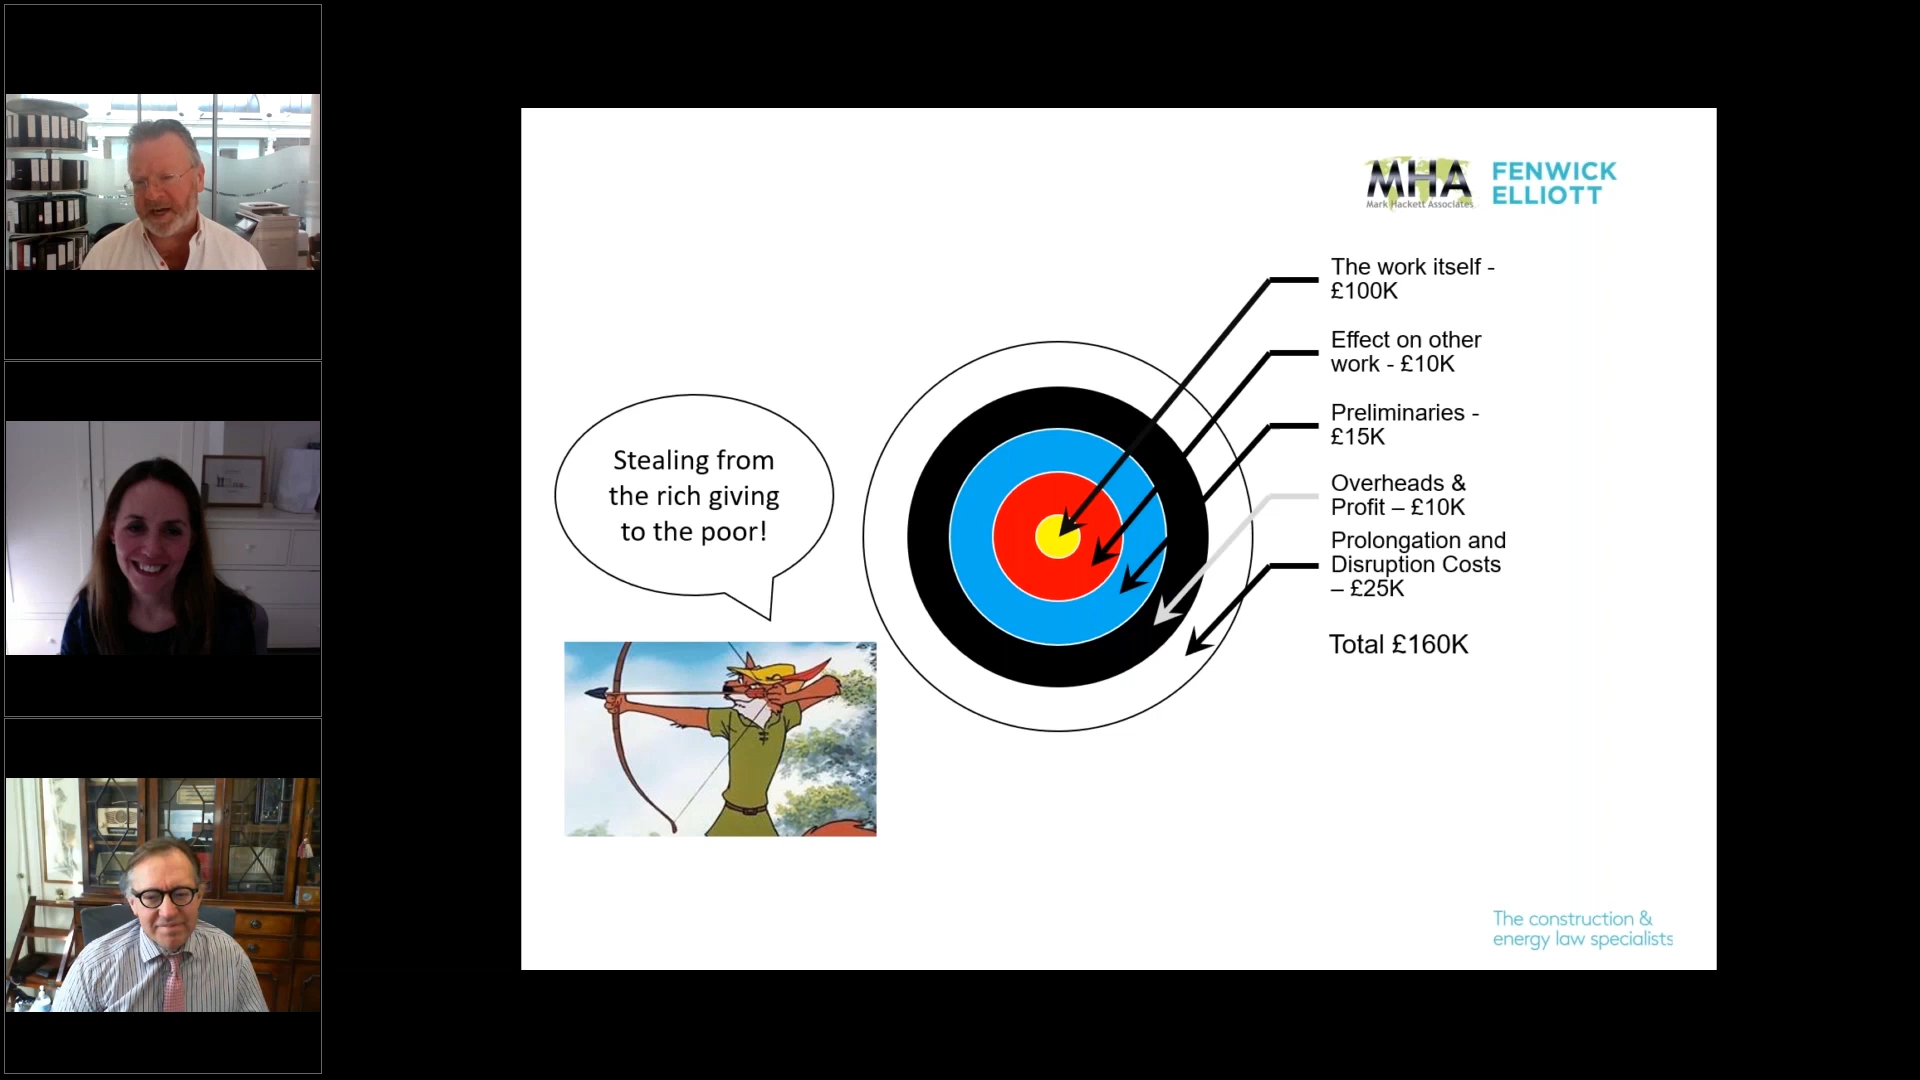 MHA
Mark Hackett Associates
FENWICK
ELLIOTT
The work itself -
£100K
Effect on other
work - £10K
Preliminaries -
£15K
Overheads &
Profit – £10K
Prolongation and
Disruption Costs
– £25K
Total £160K
Stealing from
the rich giving
to the poor!
The construction &
energy law specialists